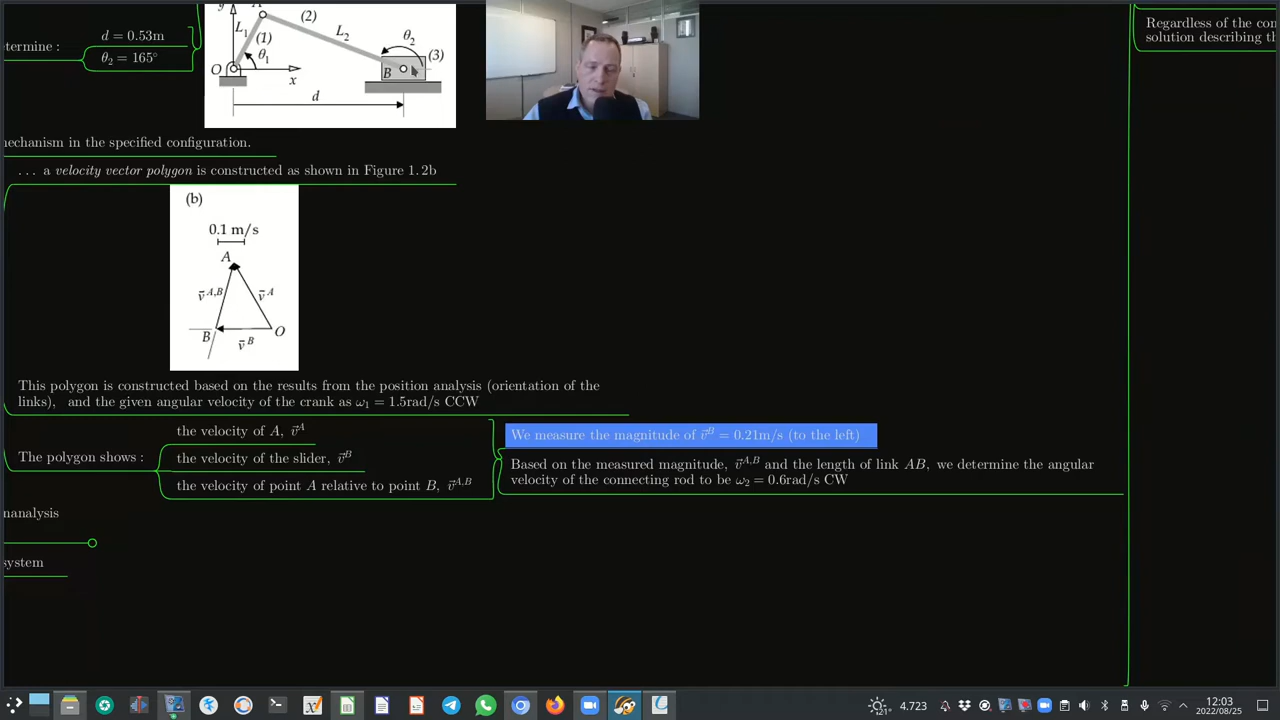 y
A
(2)
L1
(1)
L2
θ2
(3)
θ1
O
x
B
d
etermine :
d = 0.53m
θ2 = 165°
Regardless of the con
solution describing th
echanism in the specified configuration.
... a velocity vector polygon is constructed as shown in Figure 1.2b
(b)
0.1 m/s
A
v⃗ A,B
v⃗ A
B
O
v⃗ B
This polygon is constructed based on the results from the position analysis (orientation of the
links), and the given angular velocity of the crank as ω1 = 1.5rad/s CCW
The polygon shows :
the velocity of A, v⃗ A
the velocity of the slider, v⃗ B
the velocity of point A relative to point B, v⃗ A,B
We measure the magnitude of v⃗ B = 0.21m/s (to the left)
Based on the measured magnitude, v⃗ A,B and the length of link AB, we determine the angular
velocity of the connecting rod to be ω2 = 0.6rad/s CW
nanalysis
system
21°
4.723
12:03
2022/08/25